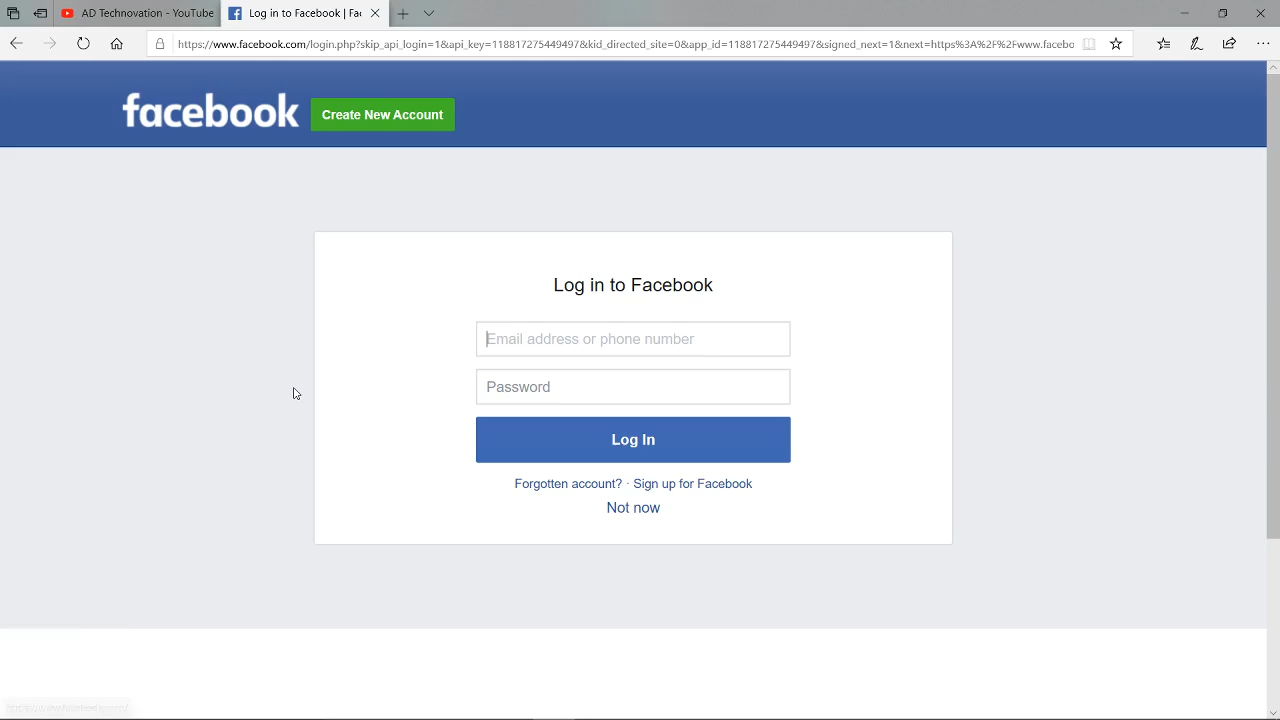 AD Technovation - YouTube
Log in to Facebook | Fac
https://www.facebook.com/login.php?skip_api_login=1&api_key=118817275449497&kid_directed_site=0&app_id=118817275449497&signed_next=1&next=https%3A%2F%2Fwww.facebo
facebook
Create New Account
Log in to Facebook
Email address or phone number
Password
Log In
Forgotten account? · Sign up for Facebook
Not now